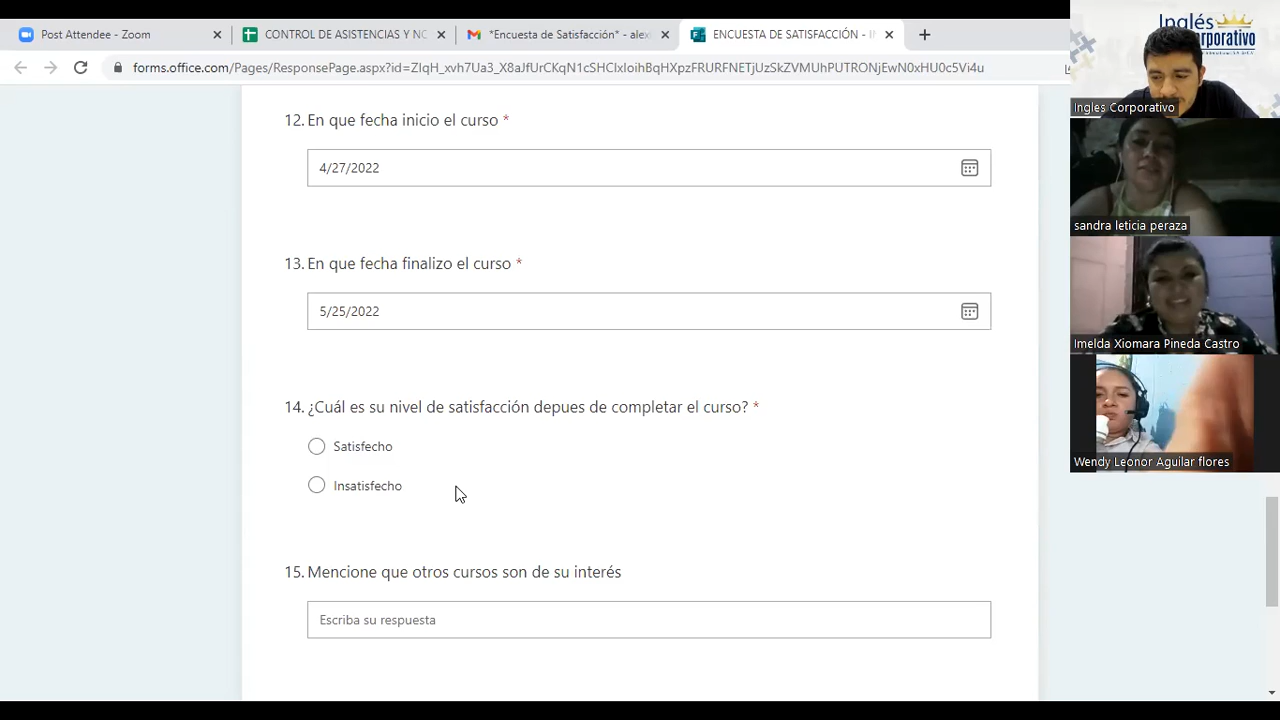 Post Attendee - Zoom
CONTROL DE ASISTENCIAS Y NO
*Encuesta de Satisfacción* - alex
ENCUESTA DE SATISFACCIÓN - I
forms.office.com/Pages/ResponsePage.aspx?id=
Inglés
Corporativo
Ingles Corporativo
12. En que fecha inicio el curso *
4/27/2022
sandra leticia peraza
13. En que fecha finalizo el curso *
5/25/2022
Imelda Xiomara Pineda Castro
14. ¿Cuál es su nivel de satisfacción depues de completar el curso? *
Satisfecho
Insatisfecho
Wendy Leonor Aguilar flores
15. Mencione que otros cursos son de su interés
Escriba su respuesta